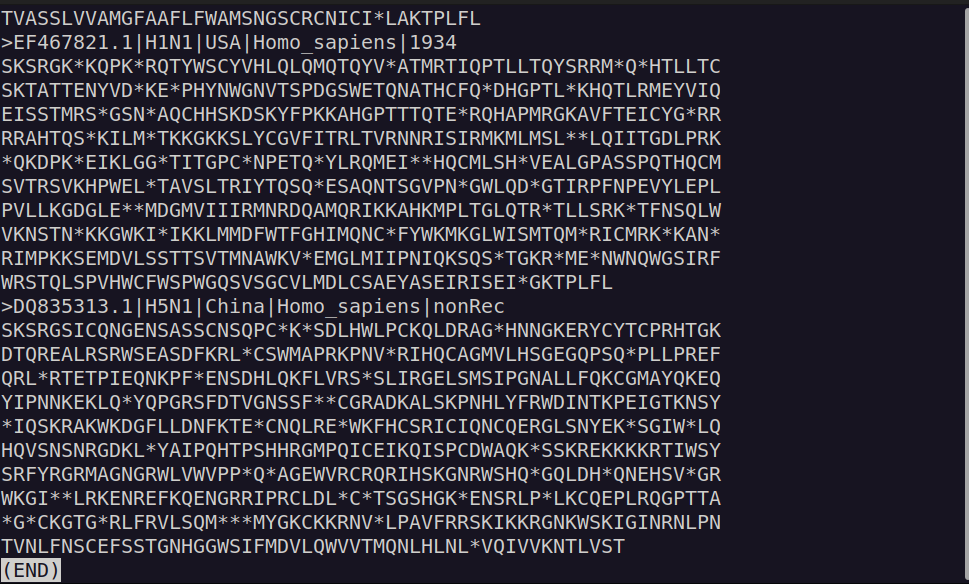 TVASSLVVAMGFAAFLFWAMSNGSCRCNICI*LAKTPLFL
>EF467821.1|H1N1|USA|Homo_sapiens|1934
SKSRGK*KQPK*RQTYWSCYVHLQLQMQTQYV*ATMRTIQPTLLTQYSRRM*Q*HTLLTC
SKTATTENYVD*KE*PHYNWGNVTSPDGSWETQNATHCFQ*DHGPTL*KHQTLRMEYVIQ
EISSTMRS*GSN*AQCHHSKDSKYFPKKAHGPTTTQTE*RQHAPMRGKAVFTEICYG*RR
RRAHTQS*KILM*TKKGKKSLYCGVFITRLTVRNNRISIRMKMLMSL**LQIITGDLPRK
*QKDPK*EIKLGG*TITGPC*NPETQ*YLRQMEI**HQCMLSH*VEALGPASSPQTHQCM
SVTRSVKHPWEL*TAVSLTRIYTQSQ*ESAQNTSGVPN*GWLQD*GTIRPFNPEVYLEPL
PVLLKGDGLE**MDGMVIIIRMNRDQAMQRIKKAHKMPLTGLQTR*TLLSRK*TFNSQLW
VKNSTN*KKGWKI*IKKLMMDFWTFGHIMQNC*FYWKMKGLWISMTQM*RICMRK*KAN*
RIMPKKSEMDVLSSTTSVTMNAWKV*EMGLMIIPNIQKSQS*TGKR*ME*NWNQWGSIRF
WRSTQLSPVHWCFWSPWGQSVSGCVLMDLCSAEYASEIRISEI*GKTPLFL
>DQ835313.1|H5N1|China|Homo_sapiens|nonRec
SKSRGSICQNGENSASSCNSQPC*K*SDLHWLPCKQLDRAG*HNNGKERYCYTCPRHTGK
DTQREALRSRWSEASDFKRL*CSWMAPRKPNV*RIHQCAGMVLHSGEGQPSQ*PLLPREF
QRL*RTETPIEQNKPF*ENSDHLQKFLVRS*SLIRGELSMSIPGNALLFQKCGMAYQKEQ
YIPNNKEKLQ*YQPGRSFDTVGNSSF**CGRADKALSKPNHLYFRWDINTKPEIGTKNSY
*IQSKRAKWKDGFLLDNFKTE*CNQLRE*WKFHCSRICIQNCQERGLSNYEK*SGIW*LQ
HQVSNSNRGDKL*YAIPQHTPSHHRGMPQICEIKQISPCDWAQK*SSKREKKKKRTIWSY
SRFYRGRMAGNGRWLVWVPP*Q*AGEWVRCRQRIHSKGNRWSHQ*GQLDH*QNEHSV*GR
WKGI**LRKENREFKQENGRRIPRCLDL*C*TSGSHGK*ENSRLP*LKCQEPLRQGPTTA
*G*CKGTG*RLFRVLSQM***MYGKCKKRNV*LPAVFRRSKIKKRGNKWSKIGINRNLPN
TVNLFNSCEFSSTGNHGGWSIFMDVLQWVVTMQNLHLNL*VQIVVKNTLVST
(END)